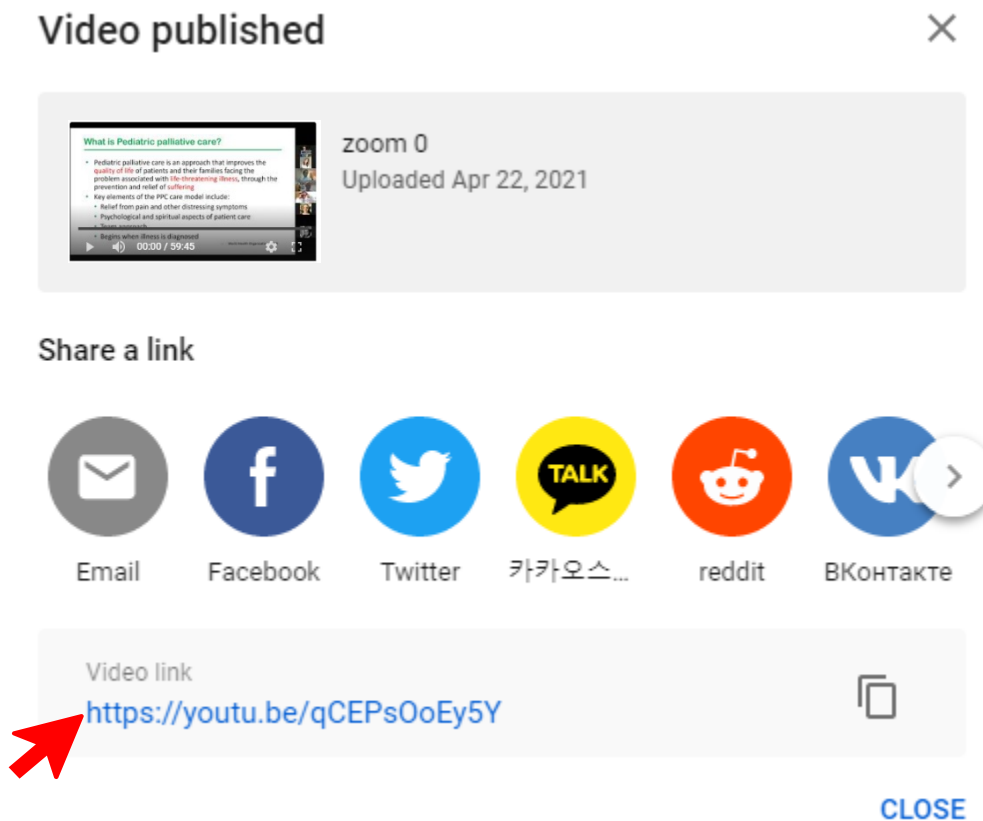 Video published
What is Pediatric palliative care?
• Pediatric palliative care is an approach that improves the
quality of life of patients and their families facing the
problem associated with life-threatening illness, through the
prevention and relief of suffering
• Key elements of the PPC care model include:
• Relief from pain and other distressing symptoms
• Psychological and spiritual aspects of patient care
• Team approach
• Begins when illness is diagnosed
00:00 / 59:45
zoom 0
Uploaded Apr 22, 2021
Share a link
TALK
Email
Facebook
Twitter
카카오스...
reddit
ВКонтакте
Video link
https://youtu.be/qCEPsOoEy5Y
CLOSE